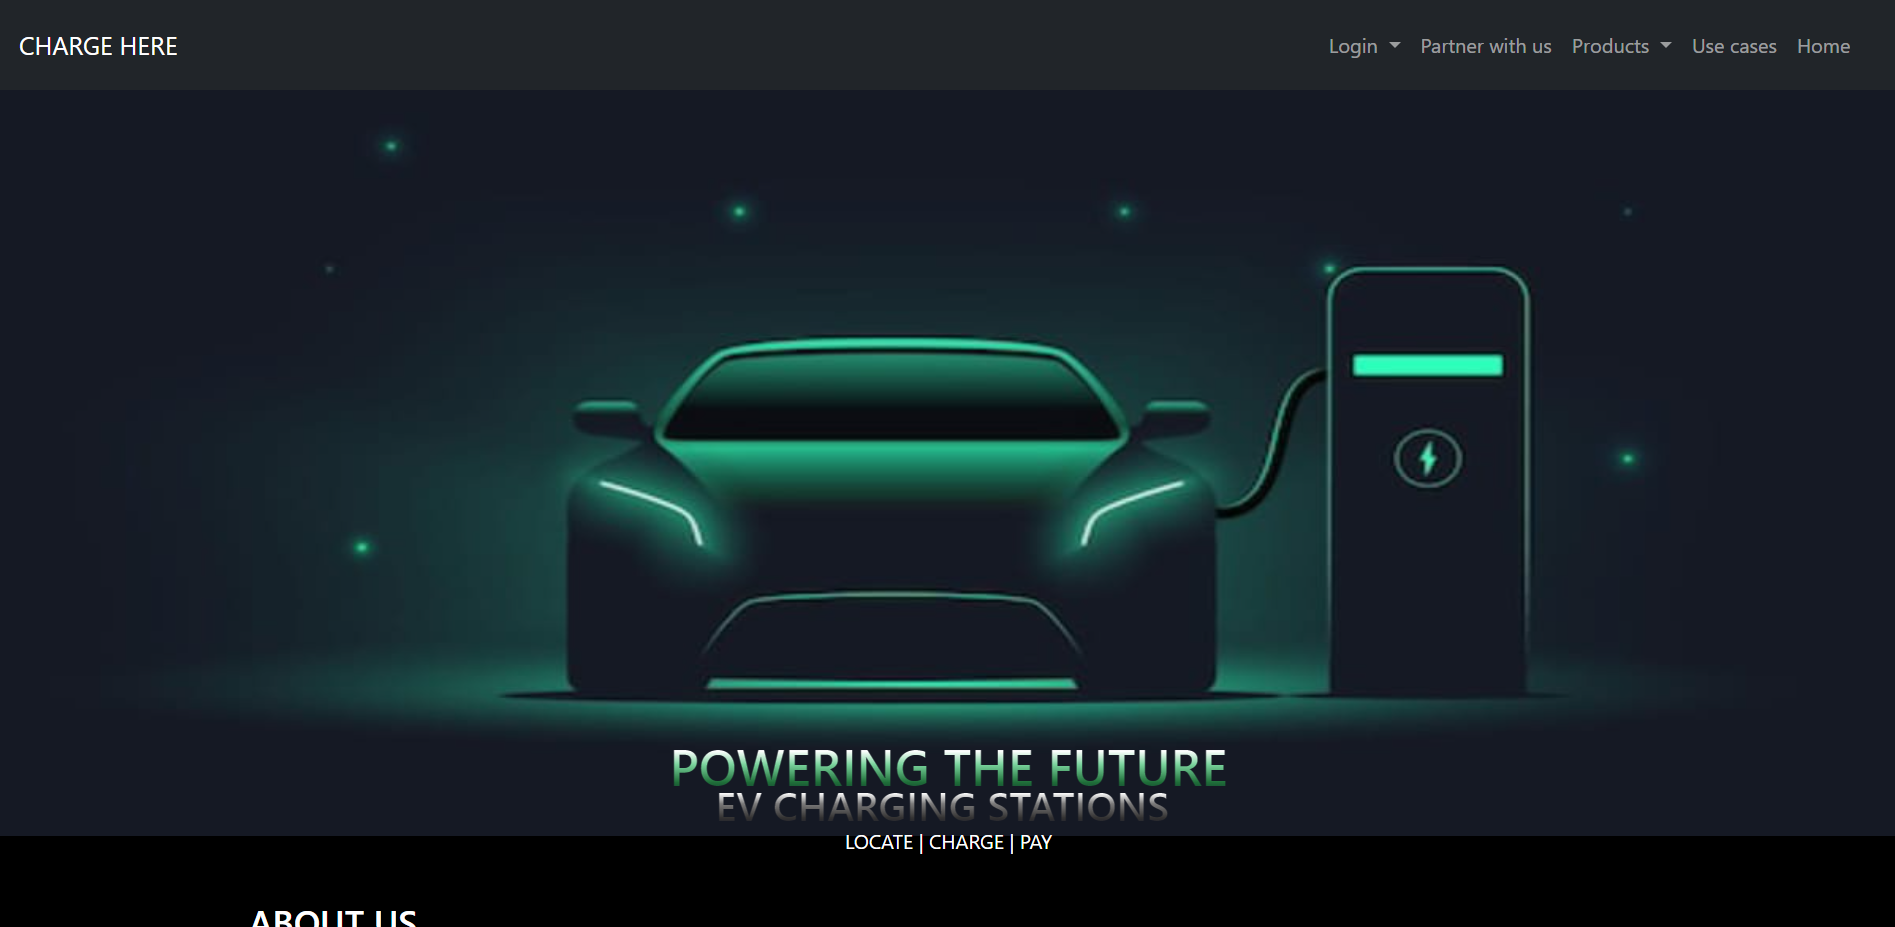 CHARGE HERE
Login Partner with us Products Use cases Home
POWERING THE FUTURE
EV CHARGING STATIONS
LOCATE | CHARGE | PAY
ABOUT US